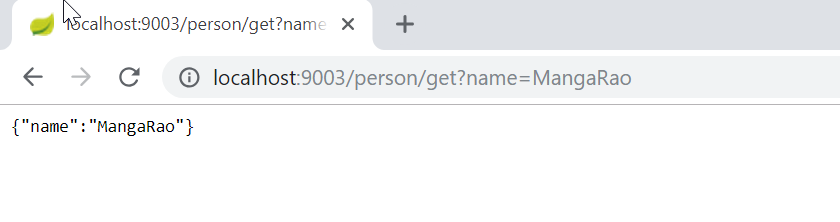 localhost:9003/person/get?name
localhost:9003/person/get?name=MangaRao
{"name":"MangaRao"}